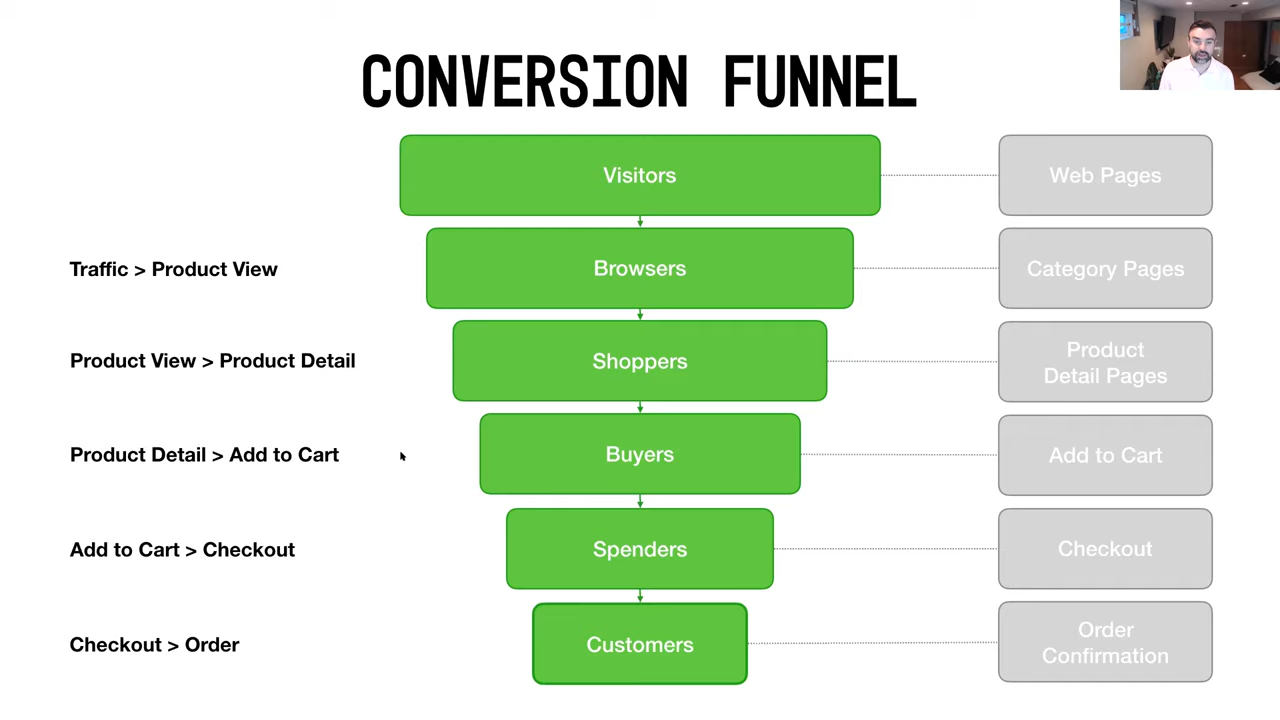 CONVERSION FUNNEL
Visitors
Web Pages
Traffic > Product View
Browsers
Category Pages
Product View > Product Detail
Shoppers
Product
Detail Pages
Product Detail > Add to Cart
Buyers
Add to Cart
Add to Cart > Checkout
Spenders
Checkout
Checkout > Order
Customers
Order
Confirmation